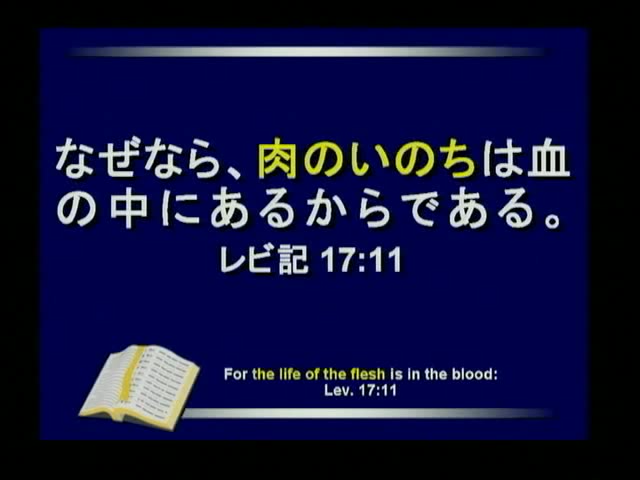 なぜなら、肉のいのちは血
の中にあるからである。
レビ記 17:11
For the life of the flesh is in the blood:
Lev. 17:11